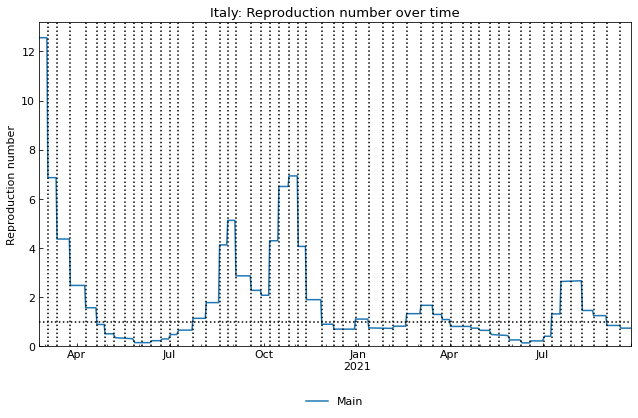 Italy: Reproduction number over time
12
10
8
6
4
2
0
Reproduction number
Apr
Jul
Oct
Jan
2021
Apr
Jul
Main